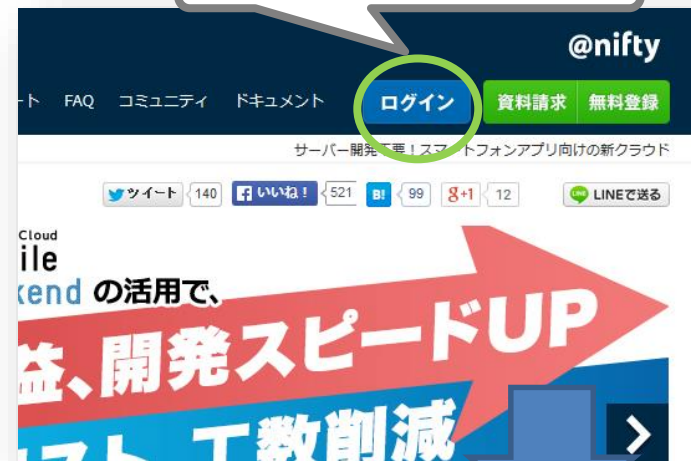 @nifty
ート FAQ コミュニティ ドキュメント ログイン 資料請求 無料登録
サーバー開発不要！スマートフォンアプリ向けの新クラウド
ツイート 140 いいね！ 521 B! 99 g+1 12 LINEで送る
Cloud
ile
kend の活用で、
益、開発スピードUP
スト、工数削減